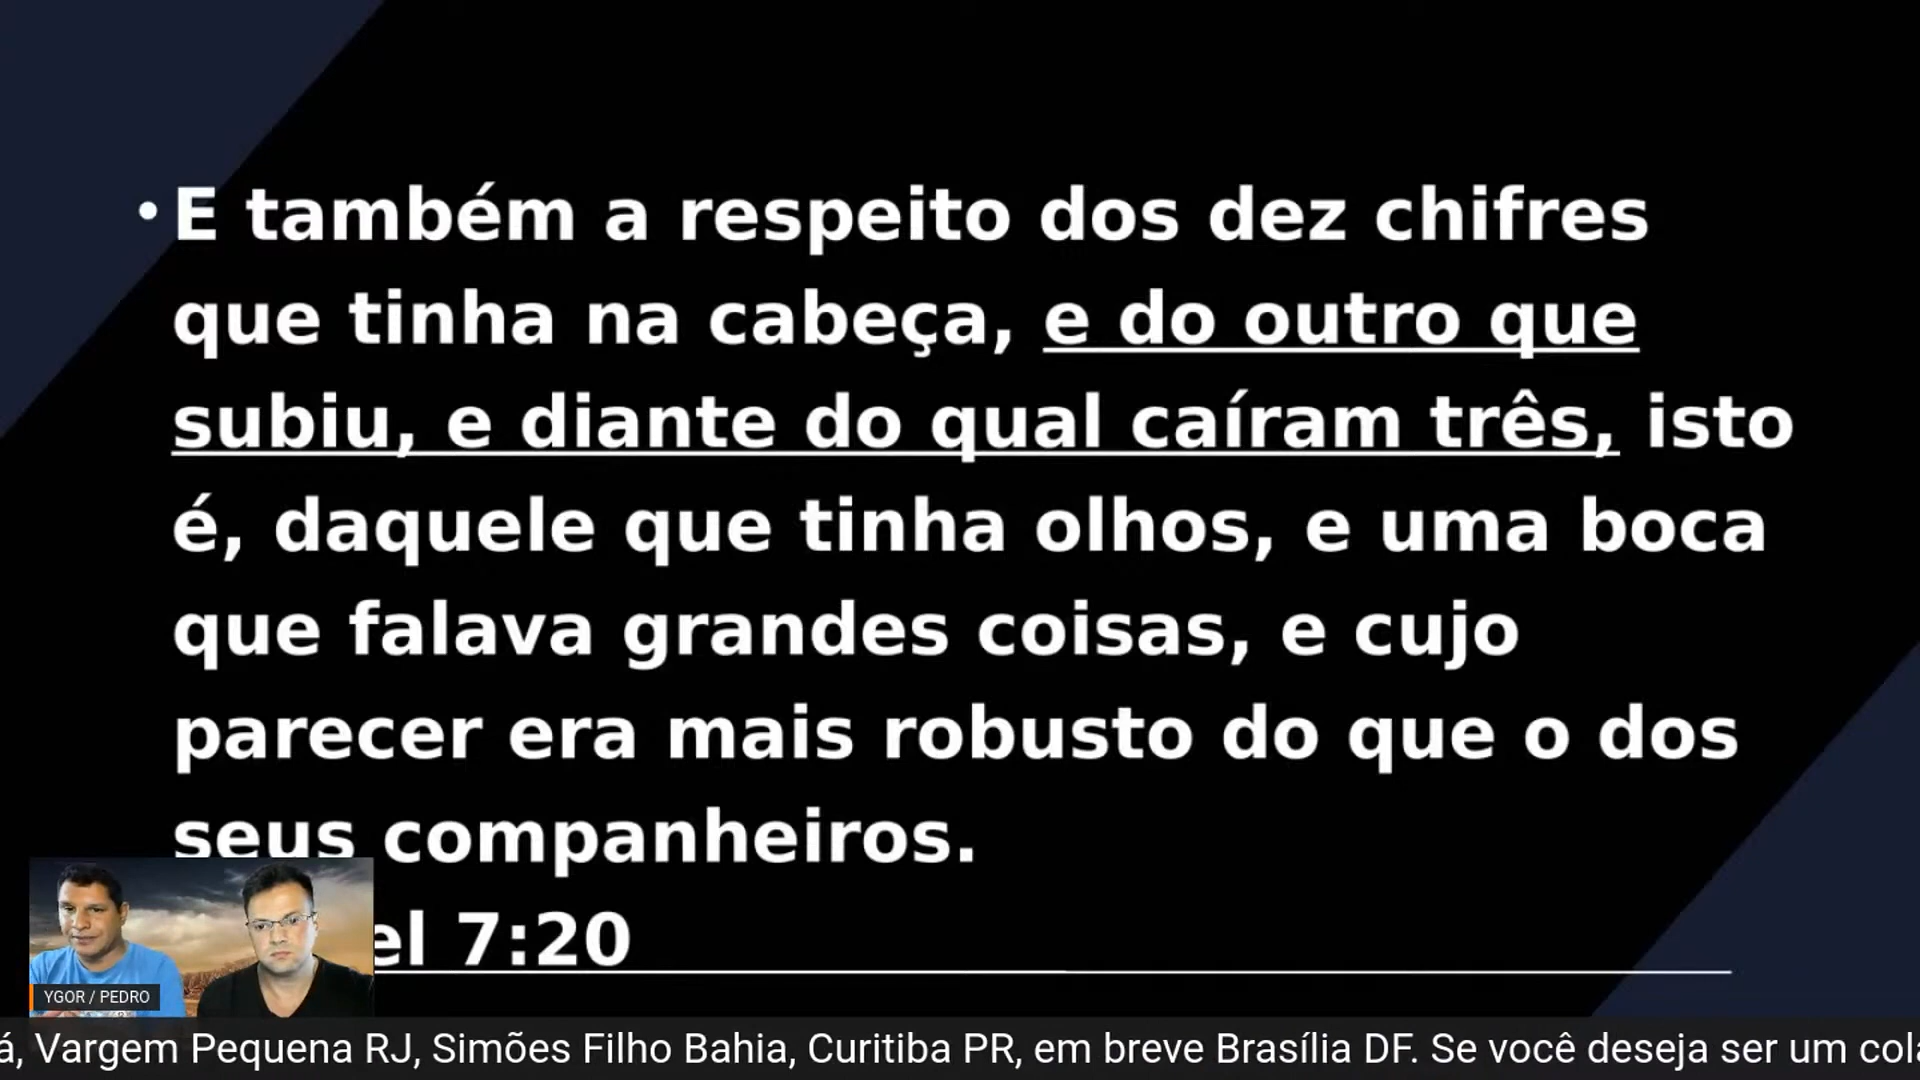 • E também a respeito dos dez chifres
que tinha na cabeça, e do outro que
subiu, e diante do qual caíram três, isto
é, daquele que tinha olhos, e uma boca
que falava grandes coisas, e cujo
parecer era mais robusto do que o dos
seus companheiros.
el 7:20
YGOR / PEDRO
á, Vargem Pequena RJ, Simões Filho Bahia, Curitiba PR, em breve Brasília DF. Se você deseja ser um cola